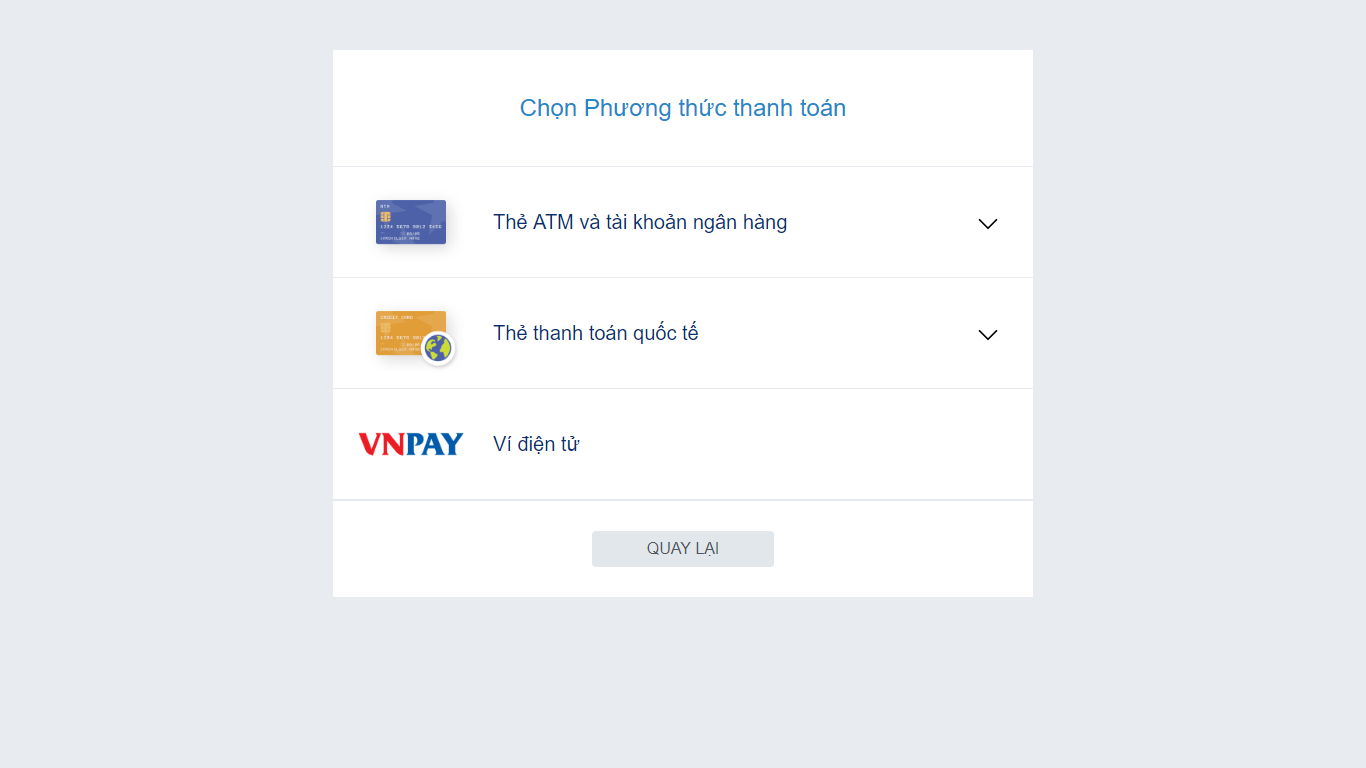 Chọn Phương thức thanh toán
Thẻ ATM và tài khoản ngân hàng
Thẻ thanh toán quốc tế
VNPAY
Ví điện tử
QUAY LẠI